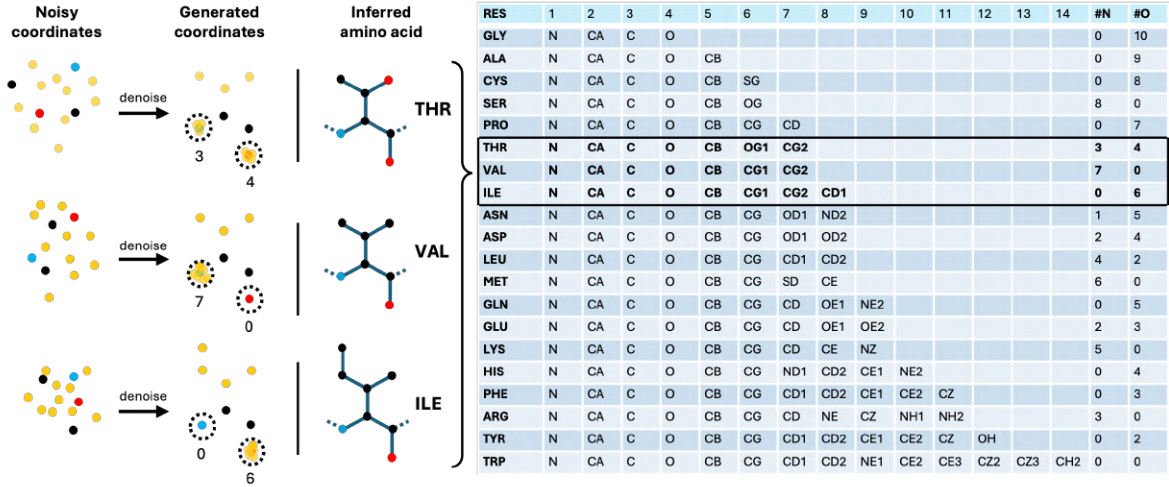 Noisy coordinates
Generated coordinates
Inferred amino acid
denoise
3
4
THR
denoise
7
0
VAL
denoise
0
6
ILE
RES 1 2 3 4 5 6 7 8 9 10 11 12 13 14 #N #O
GLY N CA C O 0 10
ALA N CA C O CB 0 9
CYS N CA C O CB SG 0 8
SER N CA C O CB OG 8 0
PRO N CA C O CB CG CD 0 7
THR N CA C O CB OG1 CG2 3 4
VAL N CA C O CB CG1 CG2 7 0
ILE N CA C O CB CG1 CG2 CD1 0 6
ASN N CA C O CB CG OD1 ND2 1 5
ASP N CA C O CB CG OD1 OD2 2 4
LEU N CA C O CB CG CD1 CD2 4 2
MET N CA C O CB CG SD CE 6 0
GLN N CA C O CB CG CD OE1 NE2 0 5
GLU N CA C O CB CG CD OE1 OE2 2 3
LYS N CA C O CB CG CD CE NZ 5 0
HIS N CA C O CB CG ND1 CD2 CE1 NE2 0 4
PHE N CA C O CB CG CD1 CD2 CE1 CE2 CZ 0 3
ARG N CA C O CB CG CD NE CZ NH1 NH2 3 0
TYR N CA C O CB CG CD1 CD2 CE1 CE2 CZ OH 0 2
TRP N CA C O CB CG CD1 CD2 NE1 CE2 CE3 CZ2 CZ3 CH2 0 0